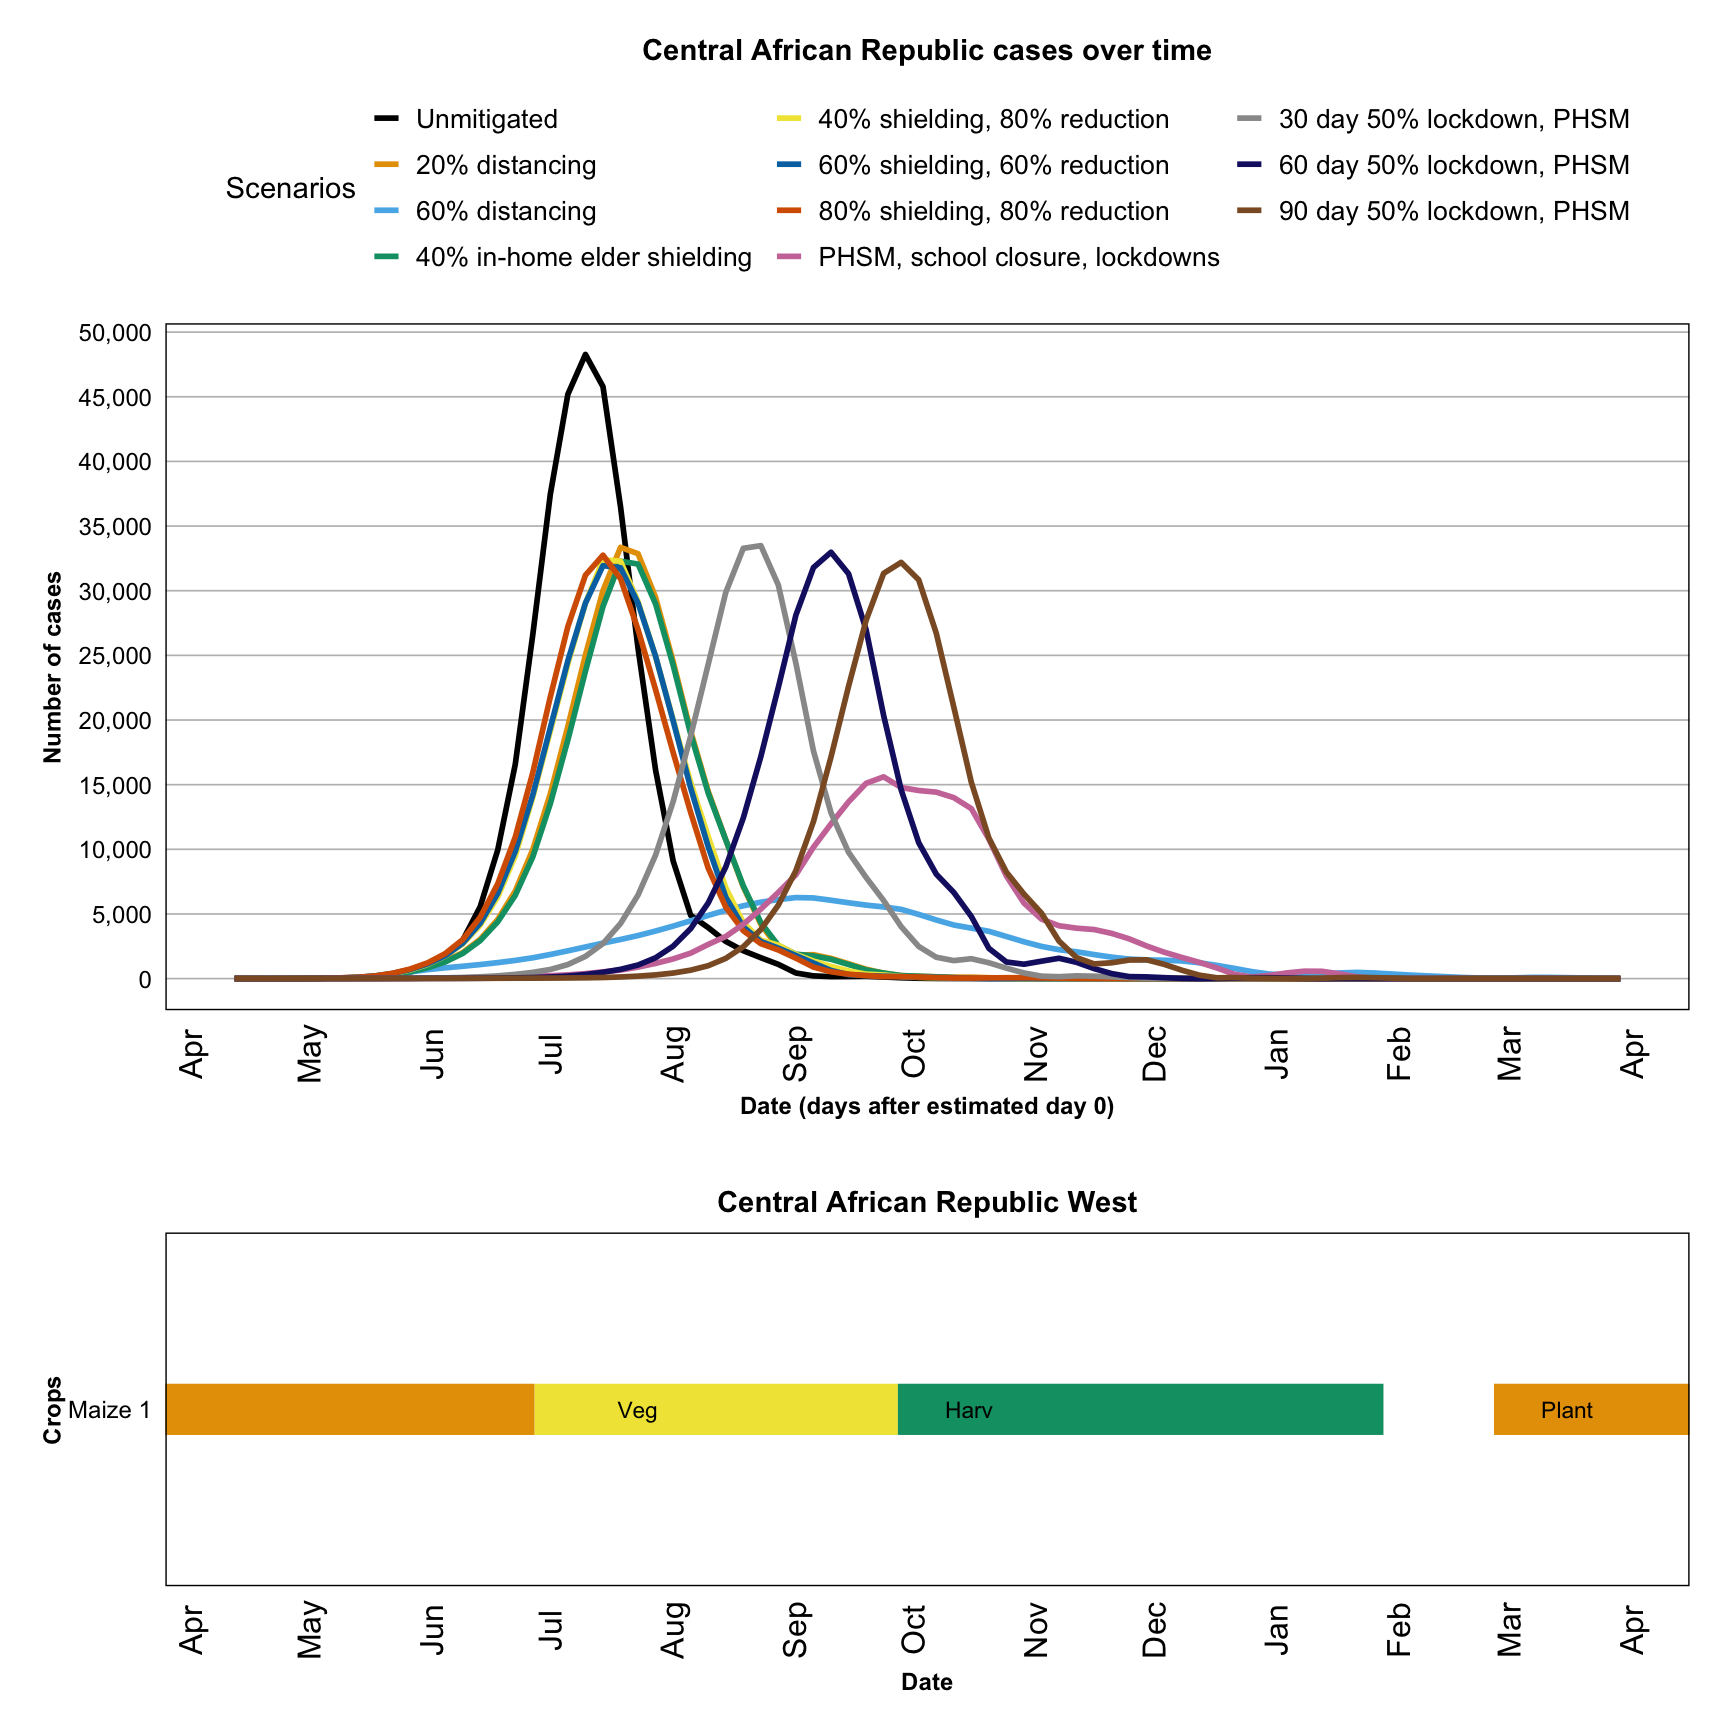 Central African Republic cases over time
Scenarios
Unmitigated
20% distancing
60% distancing
40% in-home elder shielding
40% shielding, 80% reduction
60% shielding, 60% reduction
80% shielding, 80% reduction
PHSM, school closure, lockdowns
30 day 50% lockdown, PHSM
60 day 50% lockdown, PHSM
90 day 50% lockdown, PHSM
Number of cases
50,000
45,000
40,000
35,000
30,000
25,000
20,000
15,000
10,000
5,000
0
Apr May Jun Jul Aug Sep Oct Nov Dec Jan Feb Mar Apr
Date (days after estimated day 0)
Central African Republic West
Crops
Maize 1
Veg
Harv
Plant
Apr May Jun Jul Aug Sep Oct Nov Dec Jan Feb Mar Apr
Date